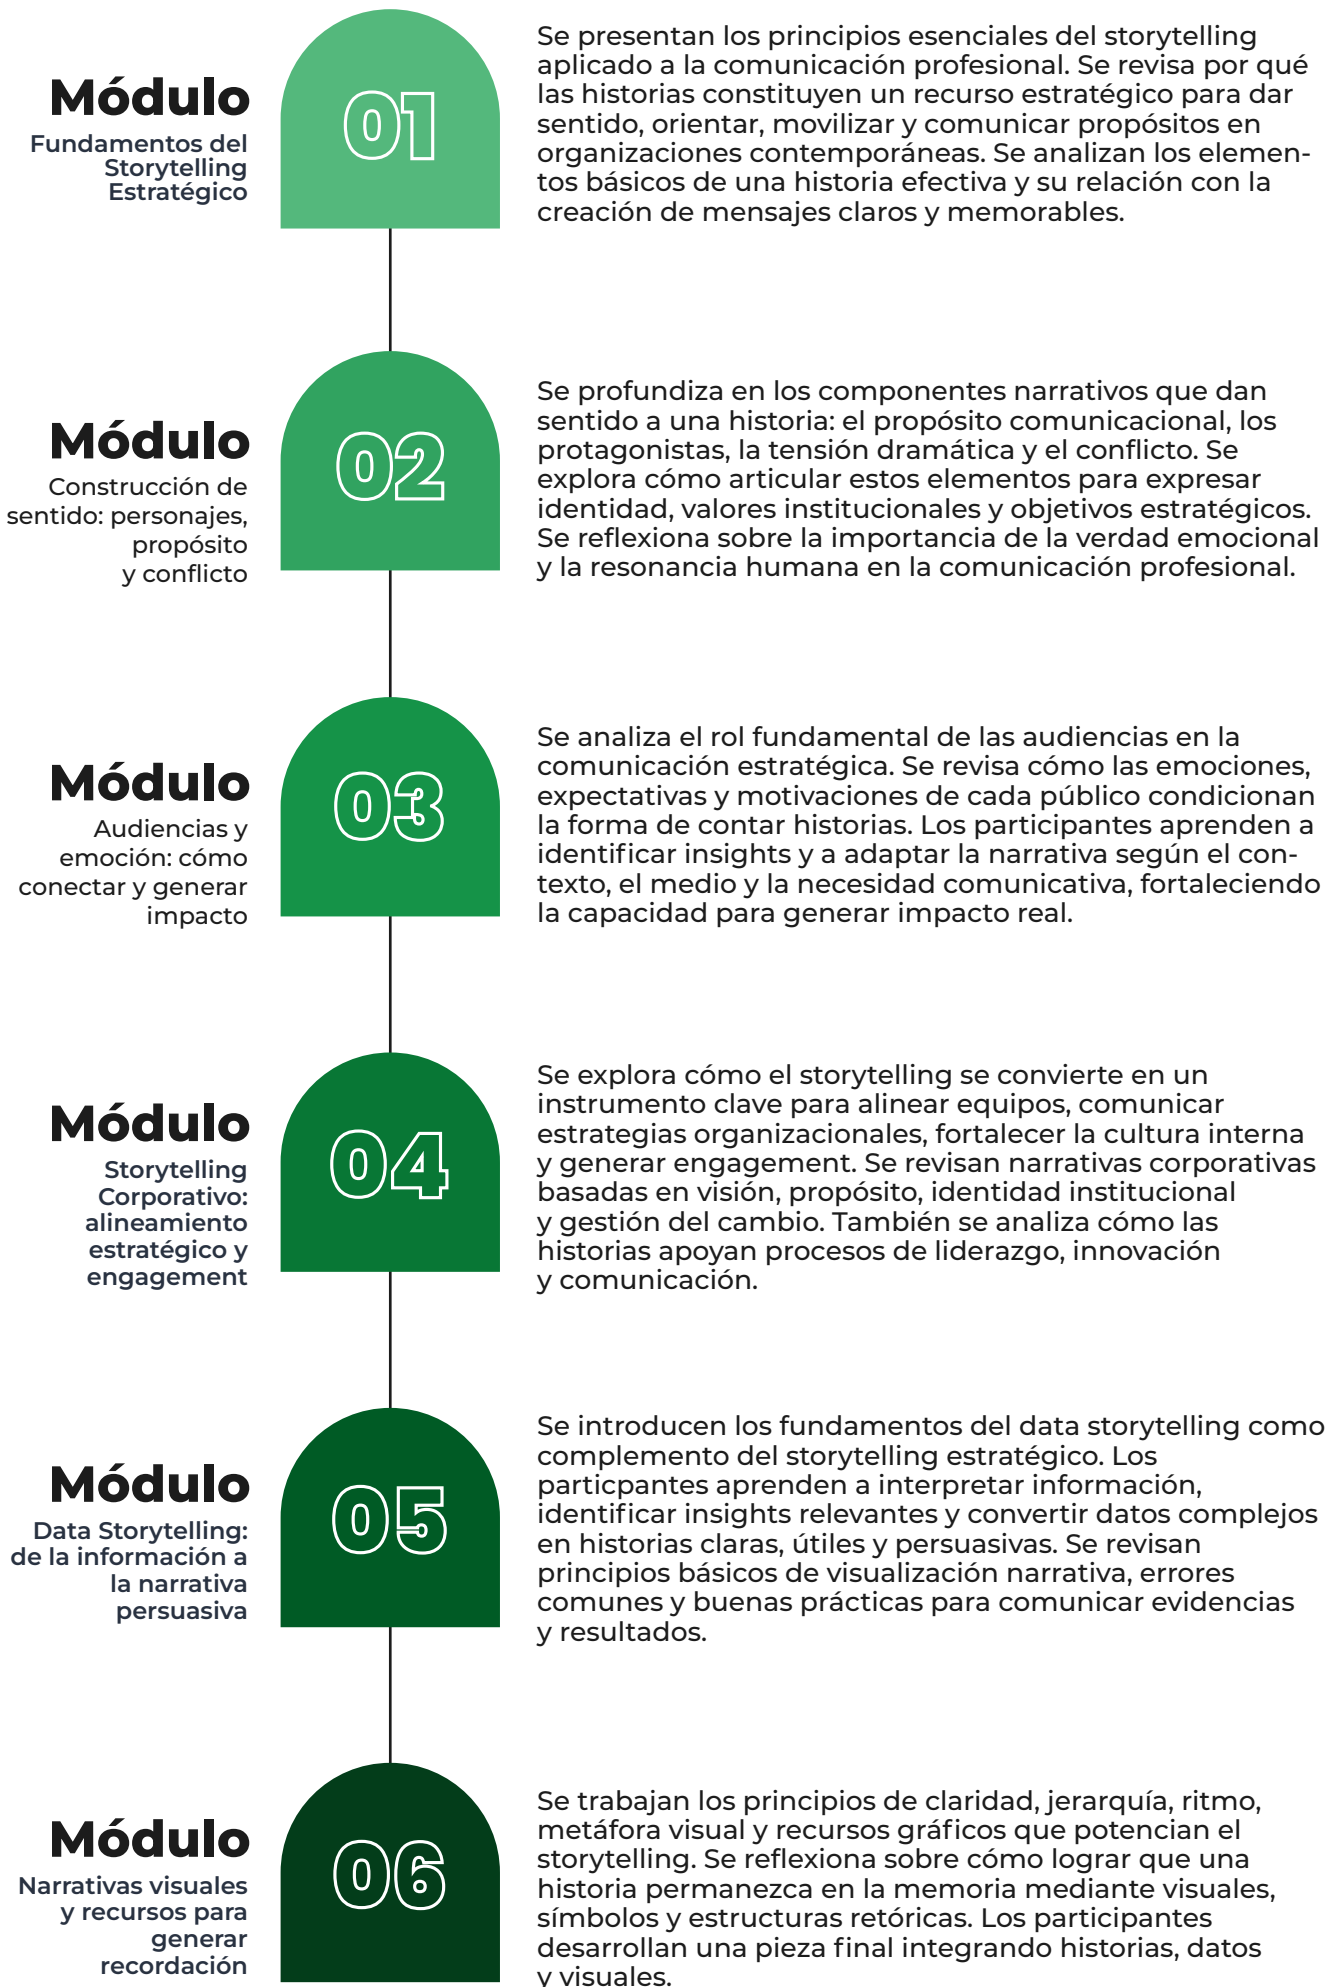 Módulo
Fundamentos del
Storytelling
Estratégico
01
Se presentan los principios esenciales del storytelling
aplicado a la comunicación profesional. Se revisa por qué
las historias constituyen un recurso estratégico para dar
sentido, orientar, movilizar y comunicar propósitos en
organizaciones contemporáneas. Se analizan los elemen-
tos básicos de una historia efectiva y su relación con la
creación de mensajes claros y memorables.
Módulo
Construcción de
sentido: personajes,
propósito
y conflicto
02
Se profundiza en los componentes narrativos que dan
sentido a una historia: el propósito comunicacional, los
protagonistas, la tensión dramática y el conflicto. Se
explora cómo articular estos elementos para expresar
identidad, valores institucionales y objetivos estratégicos.
Se reflexiona sobre la importancia de la verdad emocional
y la resonancia humana en la comunicación profesional.
Módulo
Audiencias y
emoción: cómo
conectar y generar
impacto
03
Se analiza el rol fundamental de las audiencias en la
comunicación estratégica. Se revisa cómo las emociones,
expectativas y motivaciones de cada público condicionan
la forma de contar historias. Los participantes aprenden a
identificar insights y a adaptar la narrativa según el con-
texto, el medio y la necesidad comunicativa, fortaleciendo
la capacidad para generar impacto real.
Módulo
Storytelling
Corporativo:
alineamiento
estratégico y
engagement
04
Se explora cómo el storytelling se convierte en un
instrumento clave para alinear equipos, comunicar
estrategias organizacionales, fortalecer la cultura interna
y generar engagement. Se revisan narrativas corporativas
basadas en visión, propósito, identidad institucional
y gestión del cambio. También se analiza cómo las
historias apoyan procesos de liderazgo, innovación
y comunicación.
Módulo
Data Storytelling:
de la información a
la narrativa
persuasiva
05
Se introducen los fundamentos del data storytelling como
complemento del storytelling estratégico. Los
particpantes aprenden a interpretar información,
identificar insights relevantes y convertir datos complejos
en historias claras, útiles y persuasivas. Se revisan
principios básicos de visualización narrativa, errores
comunes y buenas prácticas para comunicar evidencias
y resultados.
Módulo
Narrativas visuales
y recursos para
generar
recordación
06
Se trabajan los principios de claridad, jerarquía, ritmo,
metáfora visual y recursos gráficos que potencian el
storytelling. Se reflexiona sobre cómo lograr que una
historia permanezca en la memoria mediante visuales,
símbolos y estructuras retóricas. Los participantes
desarrollan una pieza final integrando historias, datos
y visuales.